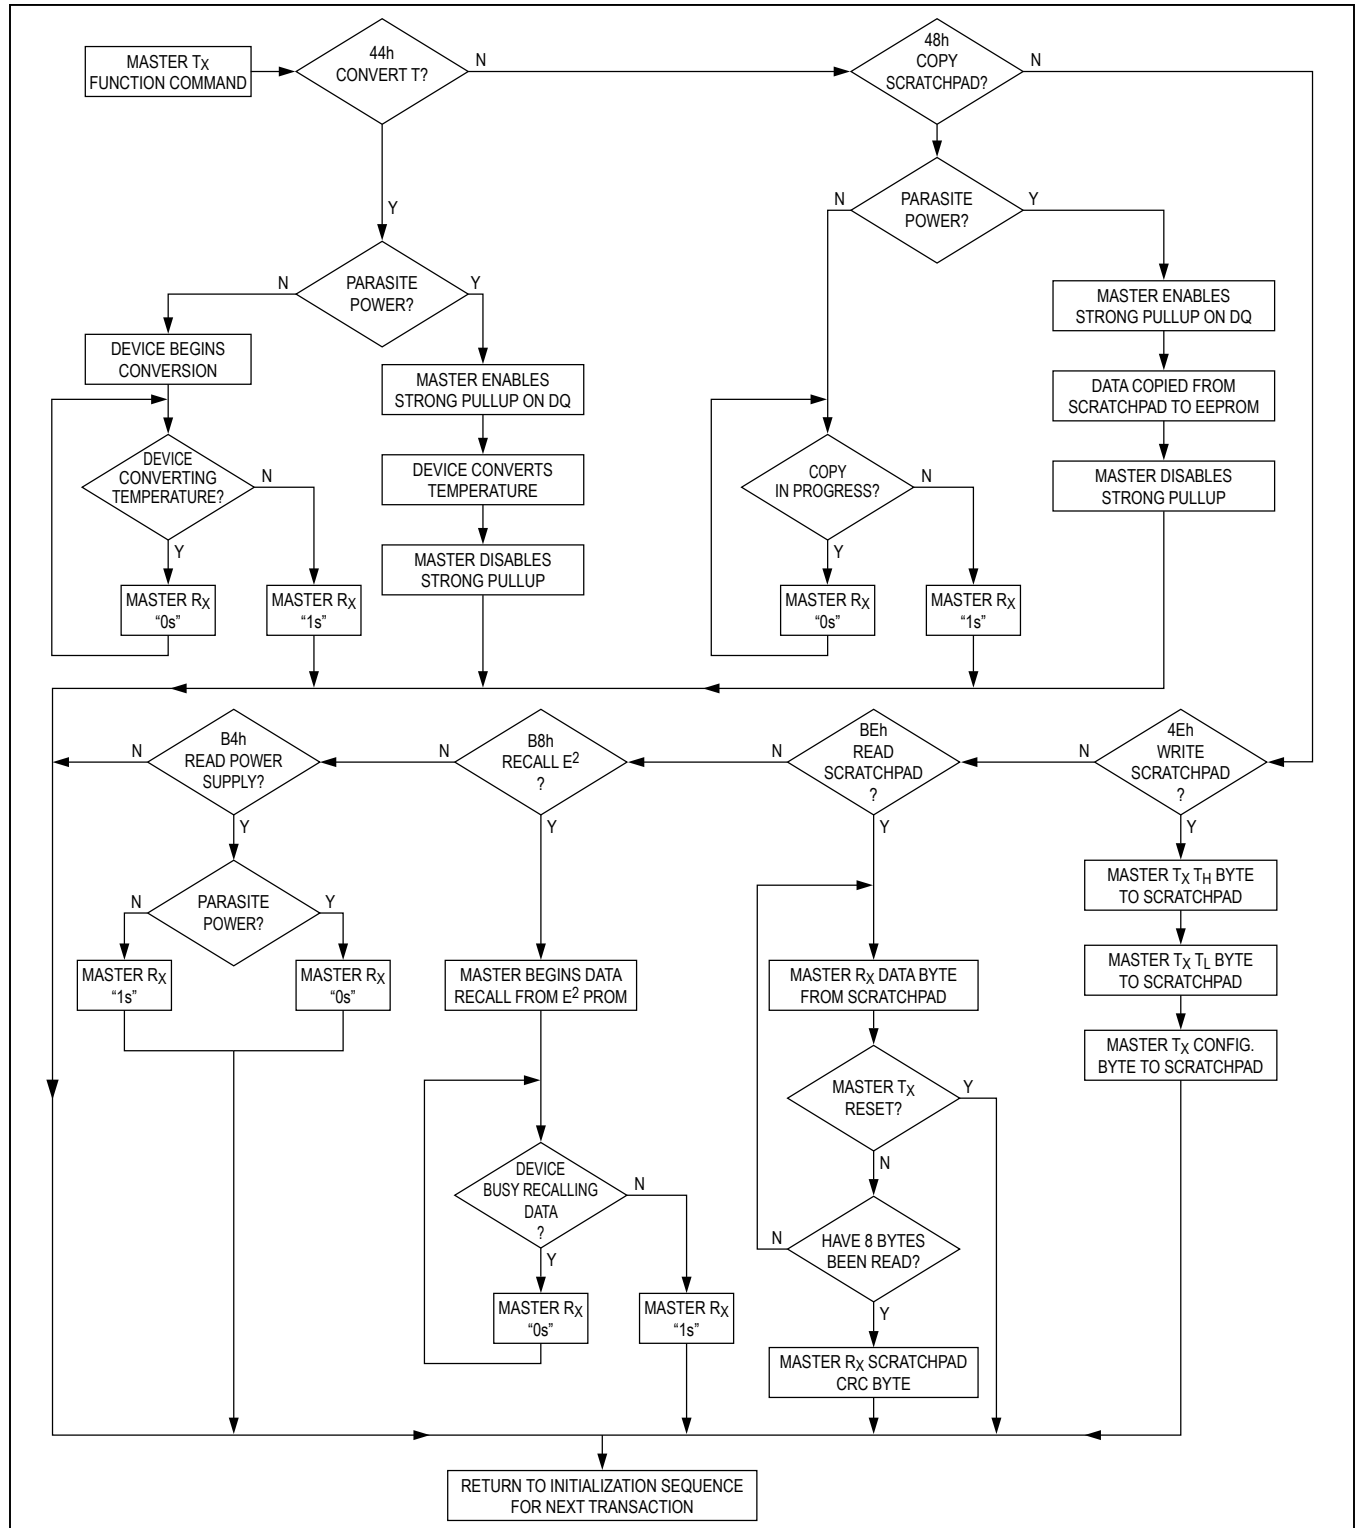 MASTER TX
FUNCTION COMMAND
44h
CONVERT T?
N
Y
48h
COPY
SCRATCHPAD?
N
PARASITE
POWER?
N
Y
DEVICE BEGINS
CONVERSION
DEVICE
CONVERTING
TEMPERATURE?
N
Y
MASTER RX
“0s”
MASTER RX
“1s”
MASTER ENABLES
STRONG PULLUP ON DQ
DEVICE CONVERTS
TEMPERATURE
MASTER DISABLES
STRONG PULLUP
PARASITE
POWER?
N
Y
COPY
IN PROGRESS?
N
Y
MASTER RX
“0s”
MASTER RX
“1s”
MASTER ENABLES
STRONG PULLUP ON DQ
DATA COPIED FROM
SCRATCHPAD TO EEPROM
MASTER DISABLES
STRONG PULLUP
B4h
READ POWER
SUPPLY?
N
Y
PARASITE
POWER?
N
Y
MASTER RX
“1s”
MASTER RX
“0s”
B8h
RECALL E2
?
N
Y
MASTER BEGINS DATA
RECALL FROM E2 PROM
DEVICE
BUSY RECALLING
DATA
?
N
Y
MASTER RX
“0s”
MASTER RX
“1s”
BEh
READ
SCRATCHPAD
?
N
Y
MASTER RX DATA BYTE
FROM SCRATCHPAD
MASTER TX
RESET?
Y
N
HAVE 8 BYTES
BEEN READ?
N
Y
MASTER RX SCRATCHPAD
CRC BYTE
4Eh
WRITE
SCRATCHPAD
?
N
Y
MASTER TX TH BYTE
TO SCRATCHPAD
MASTER TX TL BYTE
TO SCRATCHPAD
MASTER TX CONFIG.
BYTE TO SCRATCHPAD
RETURN TO INITIALIZATION SEQUENCE
FOR NEXT TRANSACTION